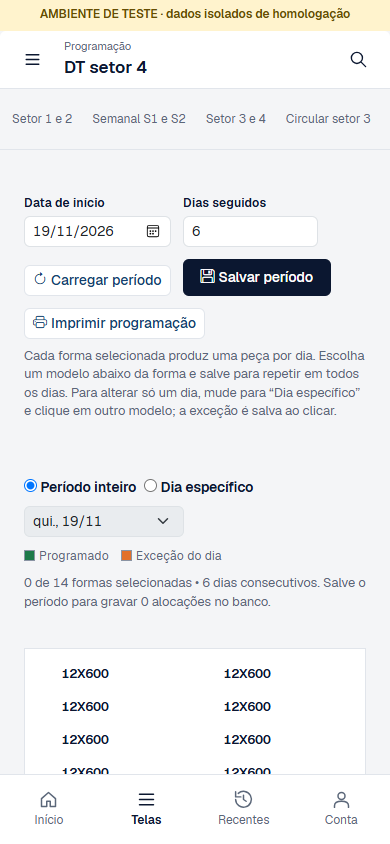 AMBIENTE DE TESTE · dados isolados de homologação
Programação
DT setor 4
Setor 1 e 2 Semanal S1 e S2 Setor 3 e 4 Circular setor 3
Data de início Dias seguidos
19/11/2026 6
Carregar período Salvar período
Imprimir programação
Cada forma selecionada produz uma peça por dia. Escolha
um modelo abaixo da forma e salve para repetir em todos
os dias. Para alterar só um dia, mude para “Dia específico”
e clique em outro modelo; a exceção é salva ao clicar.
Período inteiro Dia específico
qui., 19/11
Programado Exceção do dia
0 de 14 formas selecionadas • 6 dias consecutivos. Salve o
período para gravar 0 alocações no banco.
12X600 12X600
12X600 12X600
12X600 12X600
12X600 12X600
Início Telas Recentes Conta